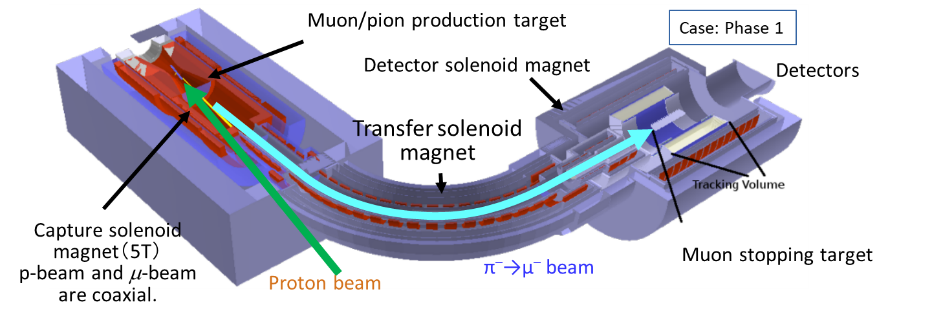 Muon/pion production target
Case: Phase 1
Detector solenoid magnet
Detectors
Transfer solenoid
magnet
Tracking Volume
Capture solenoid
magnet（5T）
p-beam and μ-beam
are coaxial.
Proton beam
π⁻→μ⁻ beam
Muon stopping target